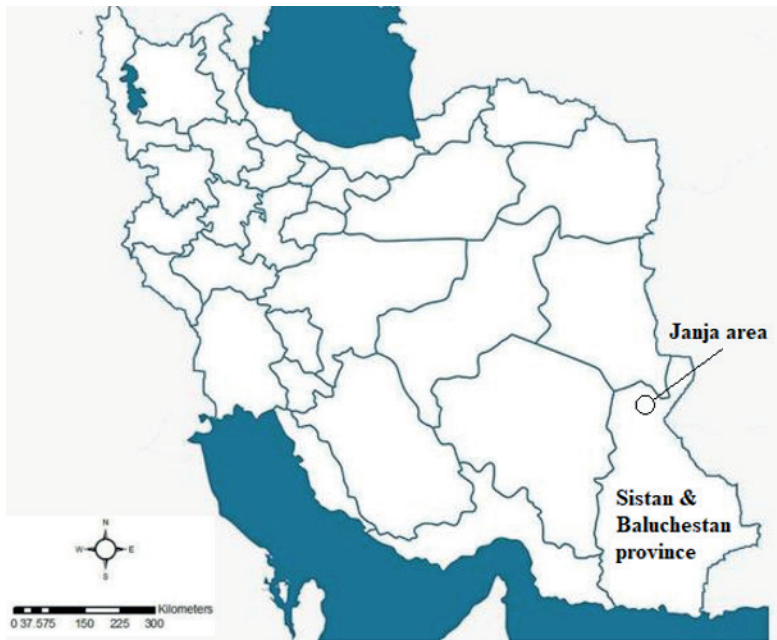 Janja area
Sistan &
Baluchestan
province
N
W
E
S
Kilometers
0 37.575 150 225 300